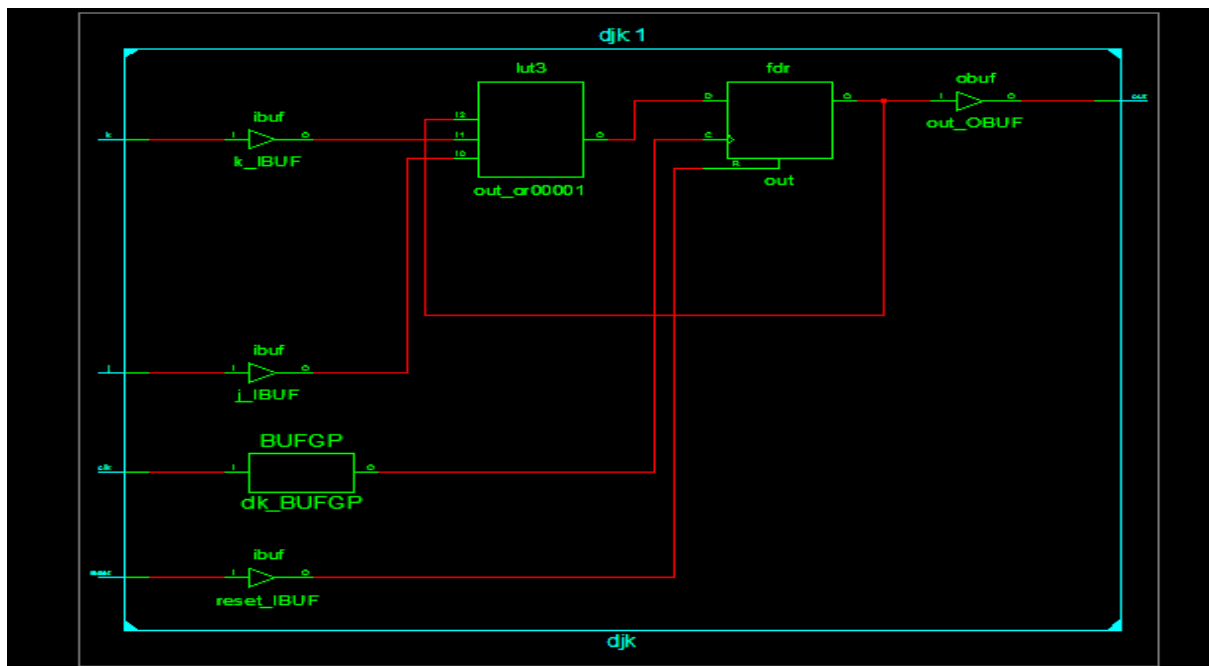 djk:1
lut3
fdr
obuf
ibuf
I O
k
I2
I1
I0
O
D
C
R
Q
I O
out_OBUF
k_IBUF
out_or00001
out
ibuf
I O
j
j_IBUF
BUFGP
clk
I O
clk_BUFGP
ibuf
I O
reset_IBUF
djk